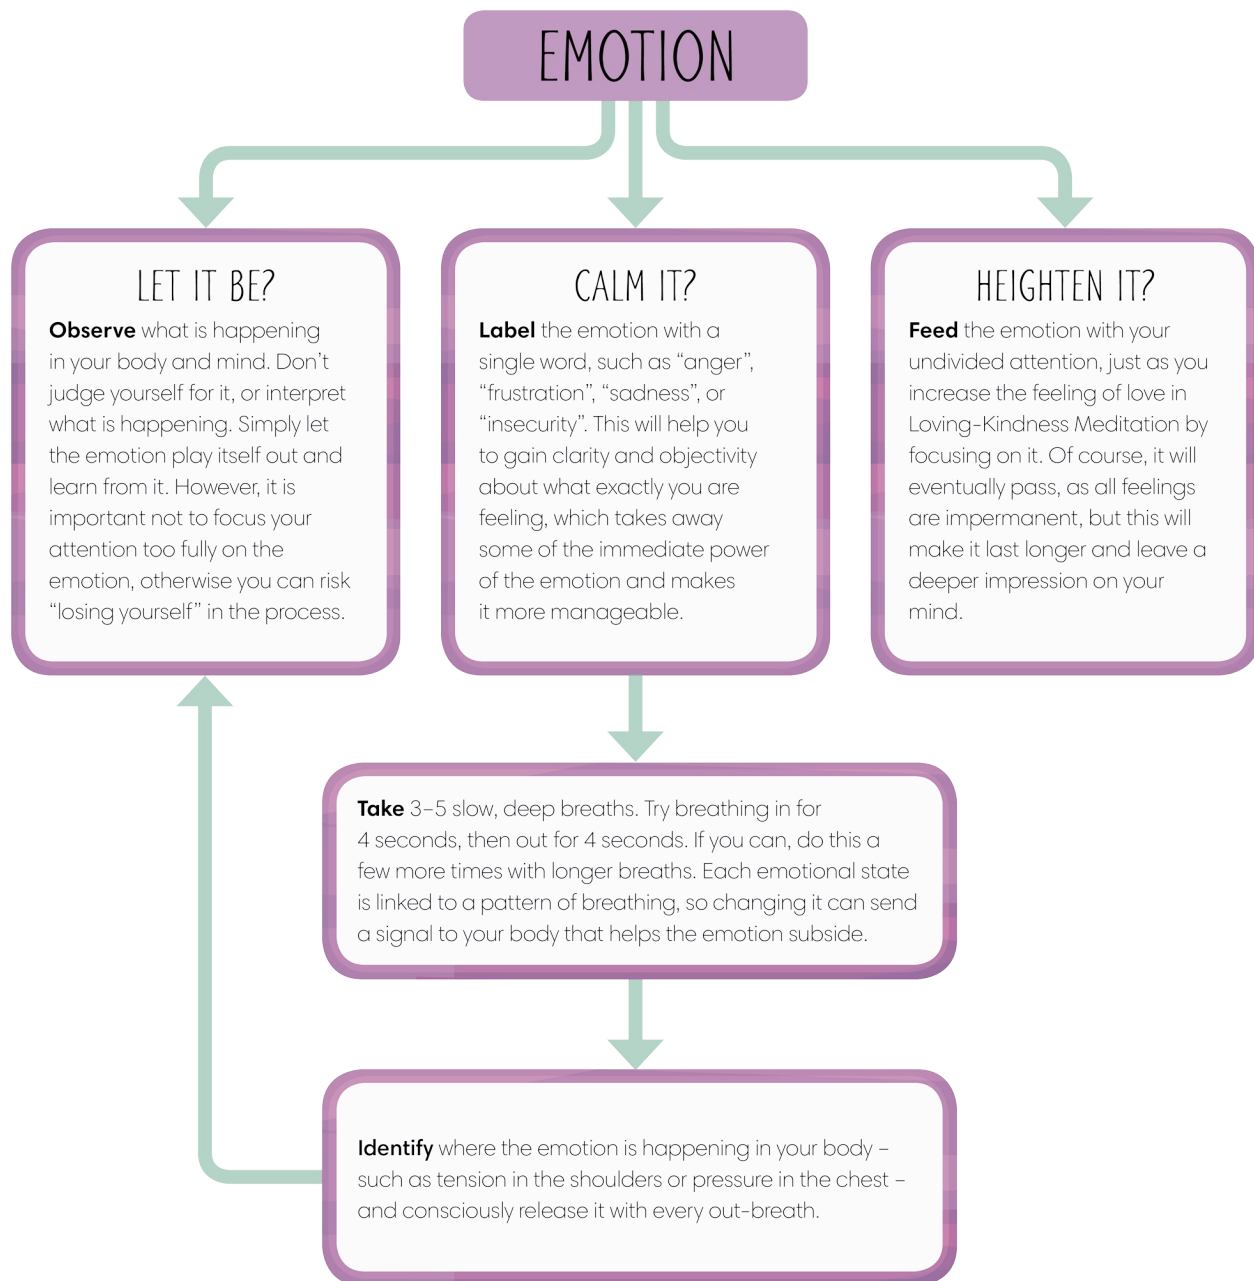 EMOTION
LET IT BE?
Observe what is happening
in your body and mind. Don’t
judge yourself for it, or interpret
what is happening. Simply let
the emotion play itself out and
learn from it. However, it is
important not to focus your
attention too fully on the
emotion, otherwise you can risk
“losing yourself” in the process.
CALM IT?
Label the emotion with a
single word, such as “anger”,
“frustration”, “sadness”, or
“insecurity”. This will help you
to gain clarity and objectivity
about what exactly you are
feeling, which takes away
some of the immediate power
of the emotion and makes
it more manageable.
HEIGHTEN IT?
Feed the emotion with your
undivided attention, just as you
increase the feeling of love in
Loving-Kindness Meditation by
focusing on it. Of course, it will
eventually pass, as all feelings
are impermanent, but this will
make it last longer and leave a
deeper impression on your
mind.
Take 3–5 slow, deep breaths. Try breathing in for
4 seconds, then out for 4 seconds. If you can, do this a
few more times with longer breaths. Each emotional state
is linked to a pattern of breathing, so changing it can send
a signal to your body that helps the emotion subside.
Identify where the emotion is happening in your body –
such as tension in the shoulders or pressure in the chest –
and consciously release it with every out-breath.